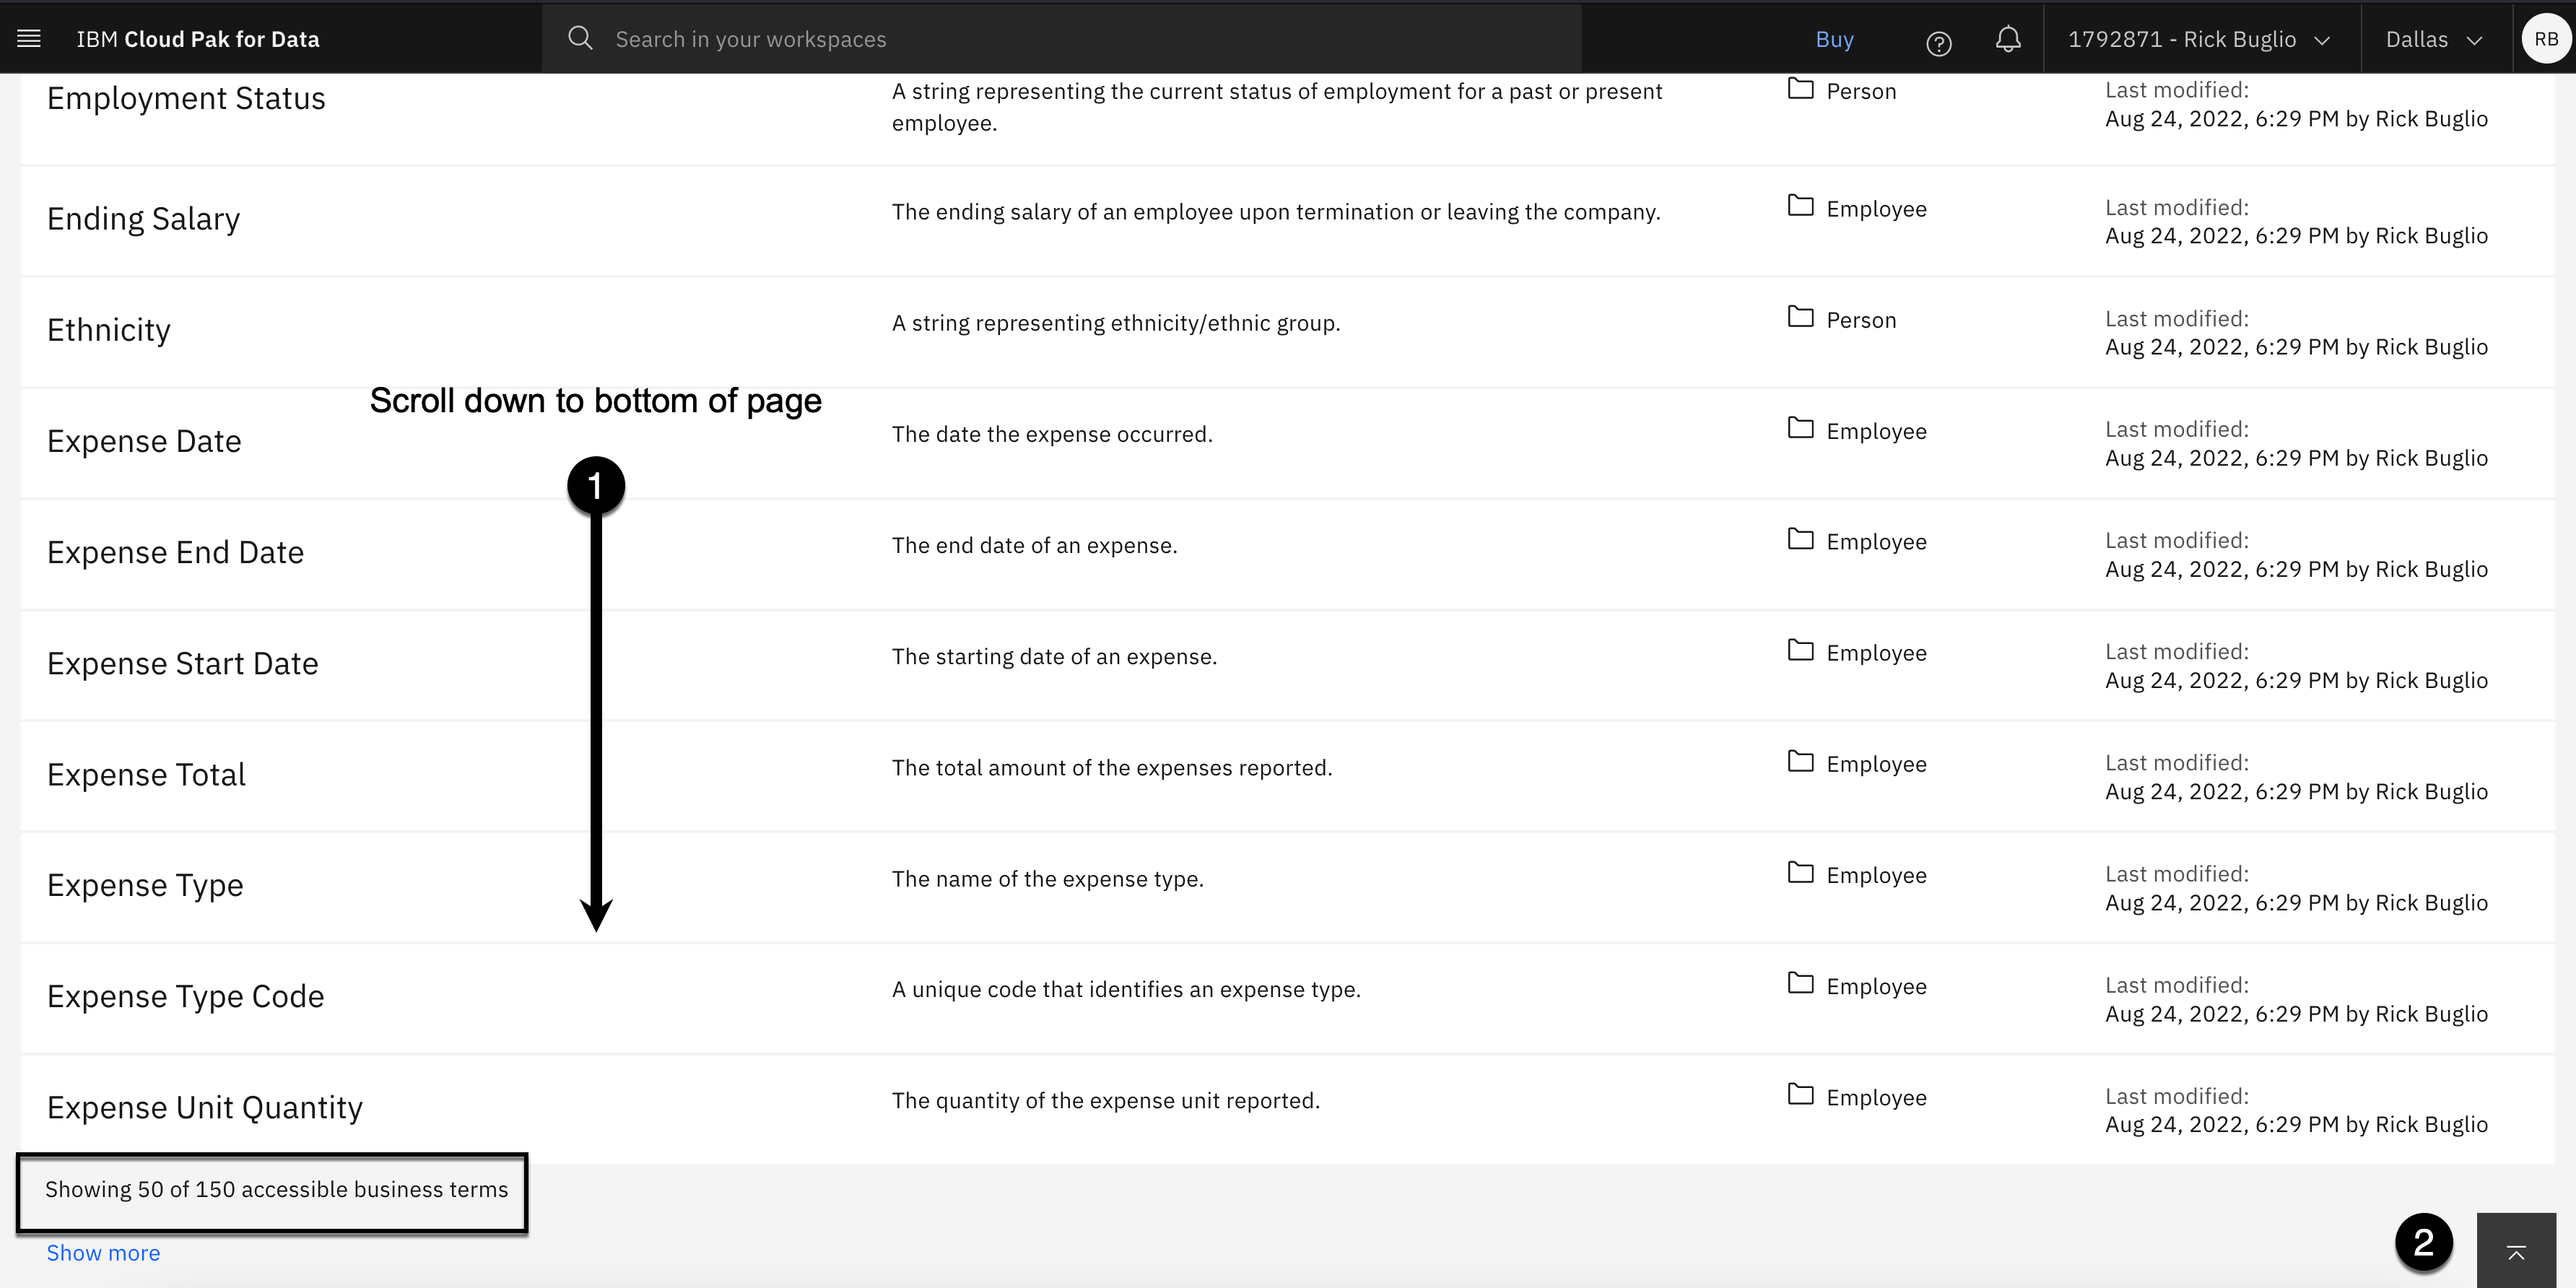 IBM Cloud Pak for Data
Search in your workspaces
Buy
1792871 - Rick Buglio
Dallas
RB
Employment Status
A string representing the current status of employment for a past or present
employee.
Person
Last modified:
Aug 24, 2022, 6:29 PM by Rick Buglio
Ending Salary
The ending salary of an employee upon termination or leaving the company.
Employee
Last modified:
Aug 24, 2022, 6:29 PM by Rick Buglio
Ethnicity
A string representing ethnicity/ethnic group.
Person
Last modified:
Aug 24, 2022, 6:29 PM by Rick Buglio
Scroll down to bottom of page
Expense Date
The date the expense occurred.
Employee
Last modified:
Aug 24, 2022, 6:29 PM by Rick Buglio
1
Expense End Date
The end date of an expense.
Employee
Last modified:
Aug 24, 2022, 6:29 PM by Rick Buglio
Expense Start Date
The starting date of an expense.
Employee
Last modified:
Aug 24, 2022, 6:29 PM by Rick Buglio
Expense Total
The total amount of the expenses reported.
Employee
Last modified:
Aug 24, 2022, 6:29 PM by Rick Buglio
Expense Type
The name of the expense type.
Employee
Last modified:
Aug 24, 2022, 6:29 PM by Rick Buglio
Expense Type Code
A unique code that identifies an expense type.
Employee
Last modified:
Aug 24, 2022, 6:29 PM by Rick Buglio
Expense Unit Quantity
The quantity of the expense unit reported.
Employee
Last modified:
Aug 24, 2022, 6:29 PM by Rick Buglio
Showing 50 of 150 accessible business terms
Show more
2